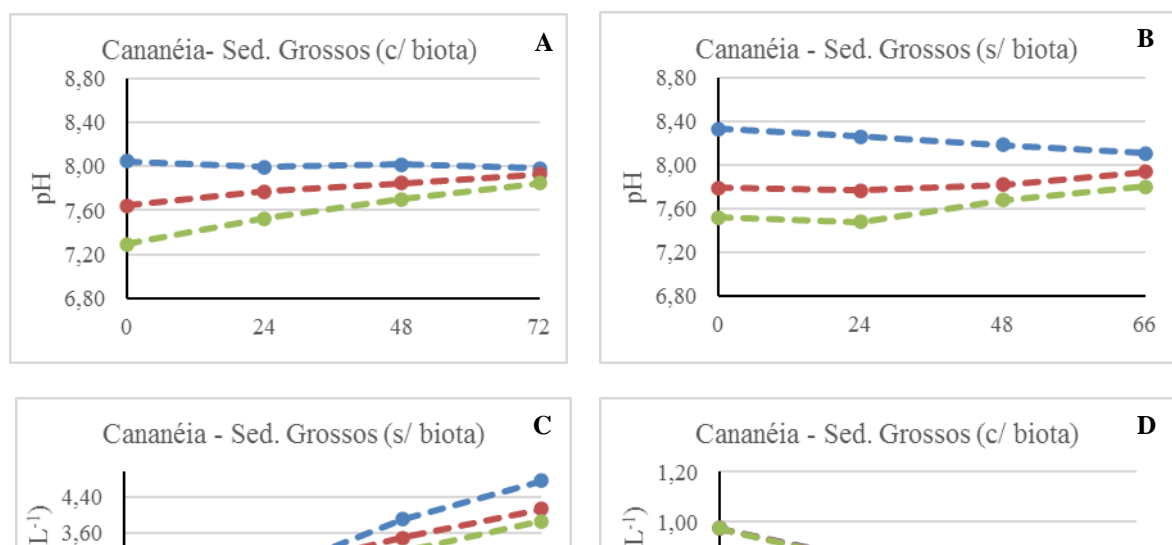 Cananéia- Sed. Grossos (c/ biota) A
8,80
8,40
8,00
7,60
7,20
6,80
pH
0 24 48 72
Cananéia - Sed. Grossos (s/ biota) B
8,80
8,40
8,00
7,60
7,20
6,80
pH
0 24 48 66
Cananéia - Sed. Grossos (s/ biota) C
4,40
3,60
L⁻¹)
Cananéia - Sed. Grossos (c/ biota) D
1,20
1,00
L⁻¹)